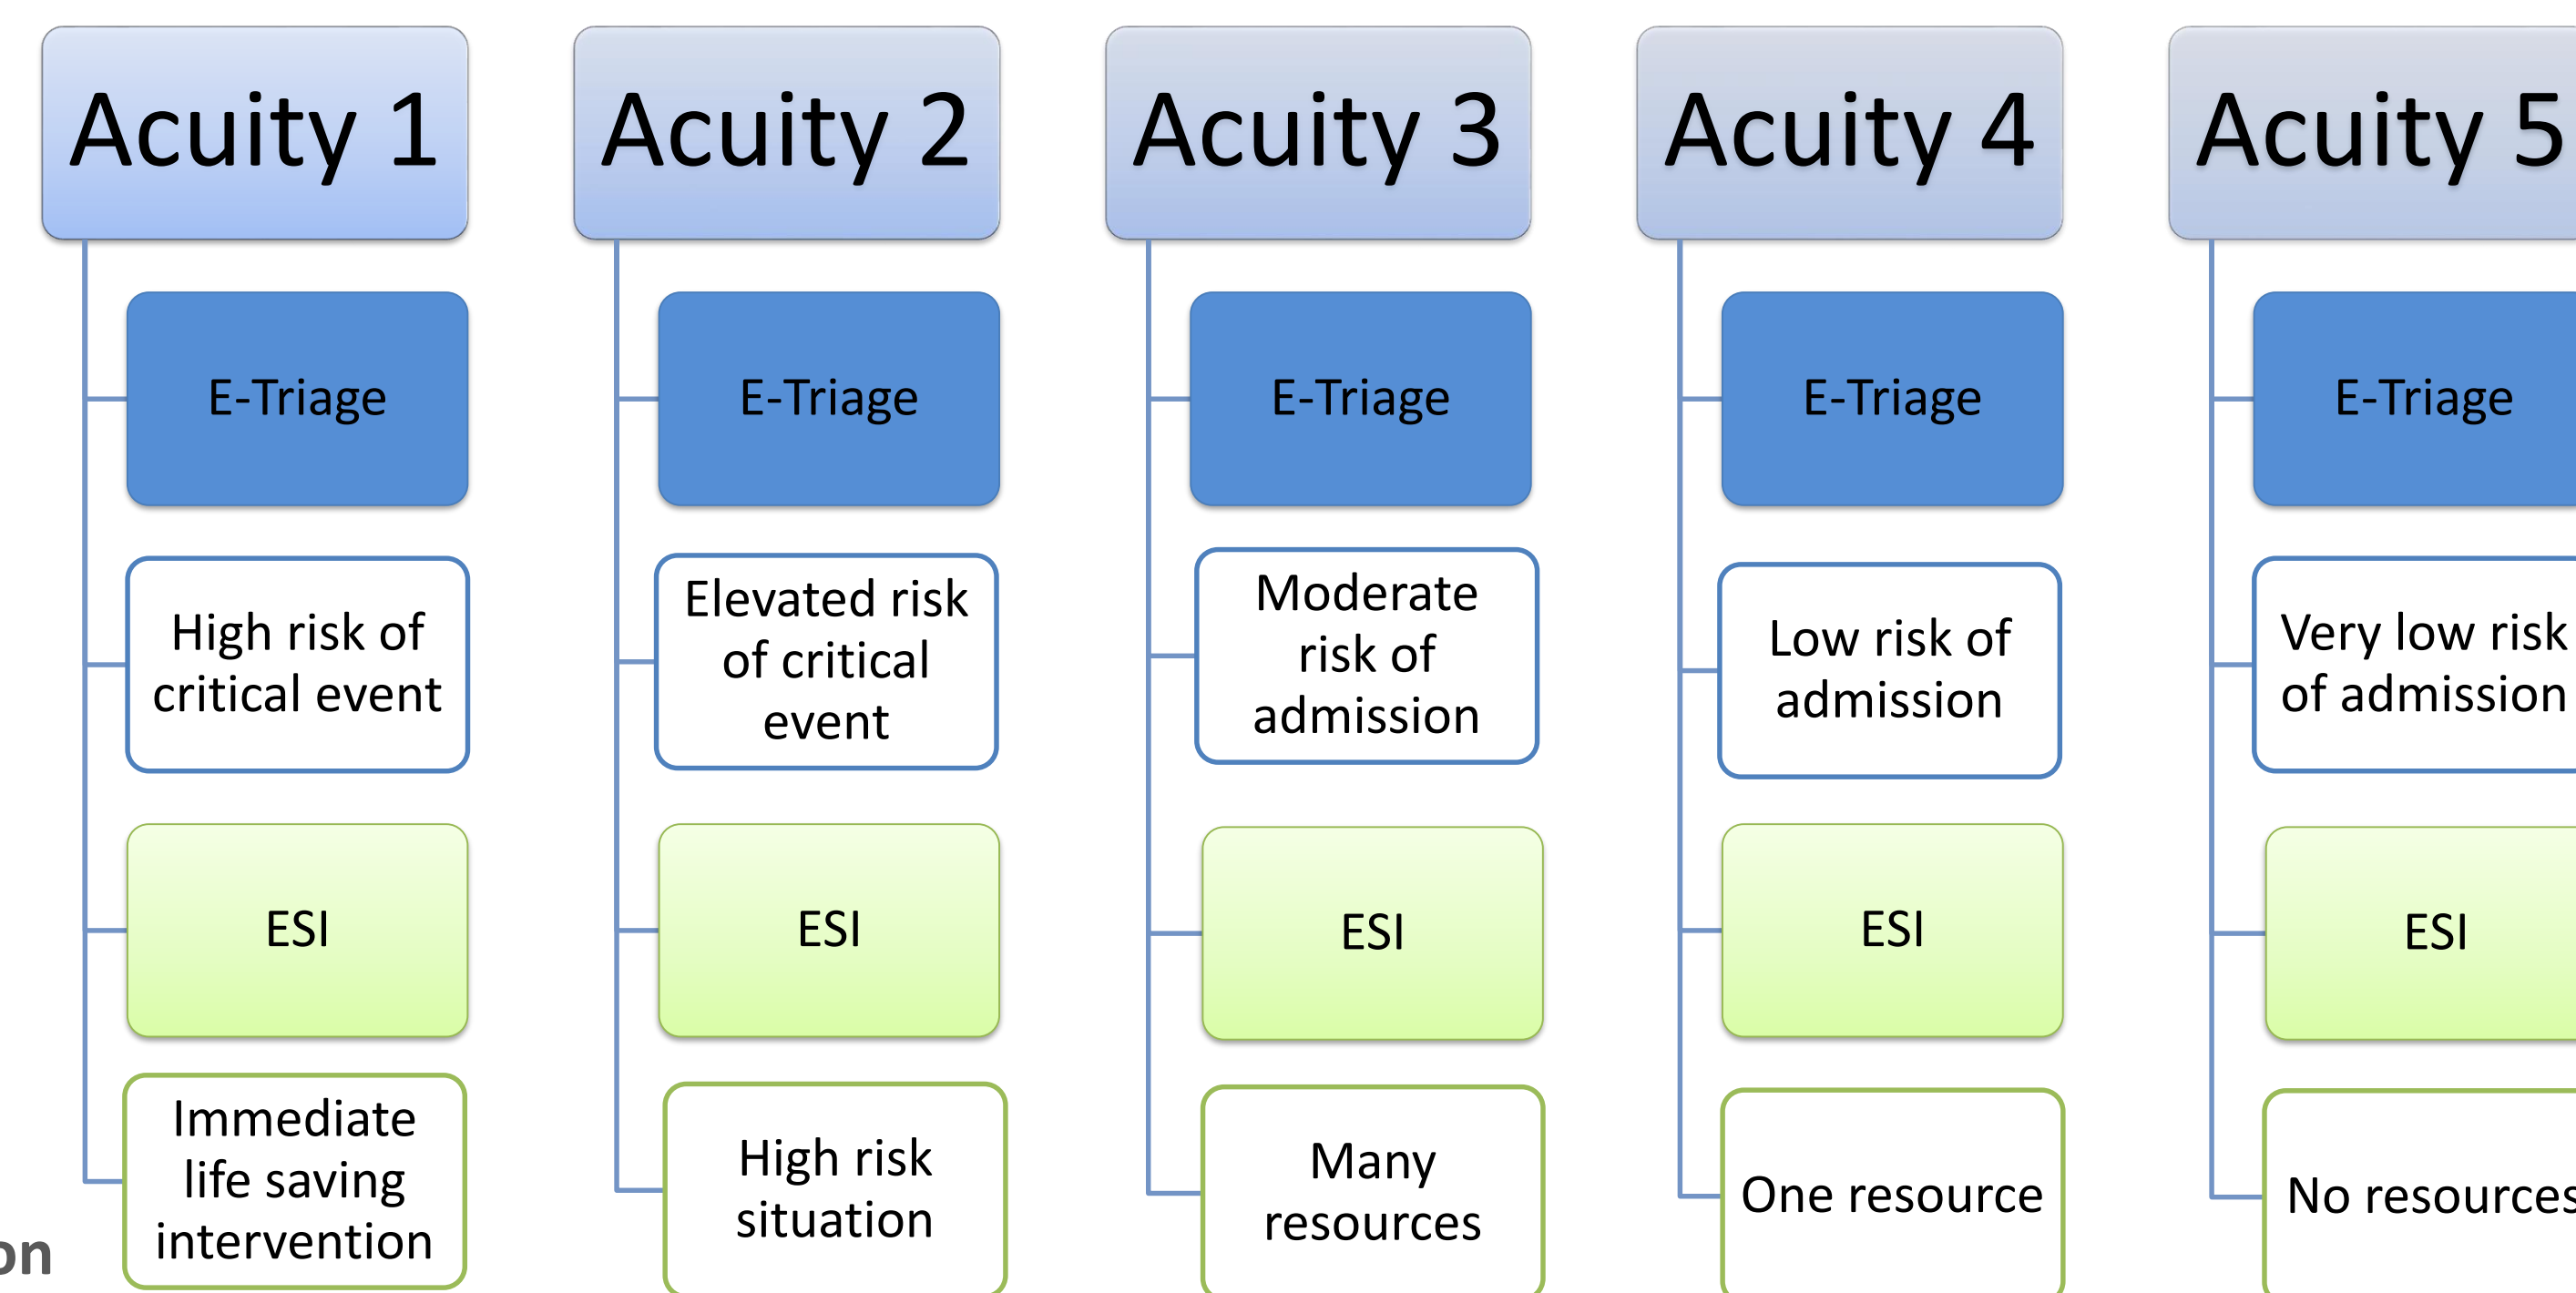 Acuity 1
E-Triage
High risk of
critical event
ESI
Immediate
life saving
intervention
Acuity 2
E-Triage
Elevated risk
of critical
event
ESI
High risk
situation
Acuity 3
E-Triage
Moderate
risk of
admission
ESI
Many
resources
Acuity 4
E-Triage
Low risk of
admission
ESI
One resource
Acuity 5
E-Triage
Very low risk
of admission
ESI
No resources
on